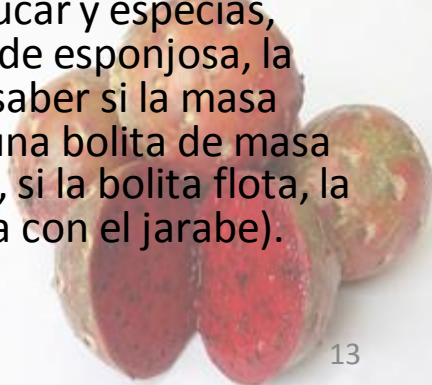 úcar y especias,
de esponjosa, la
saber si la masa
una bolita de masa
, si la bolita flota, la
a con el jarabe).
13